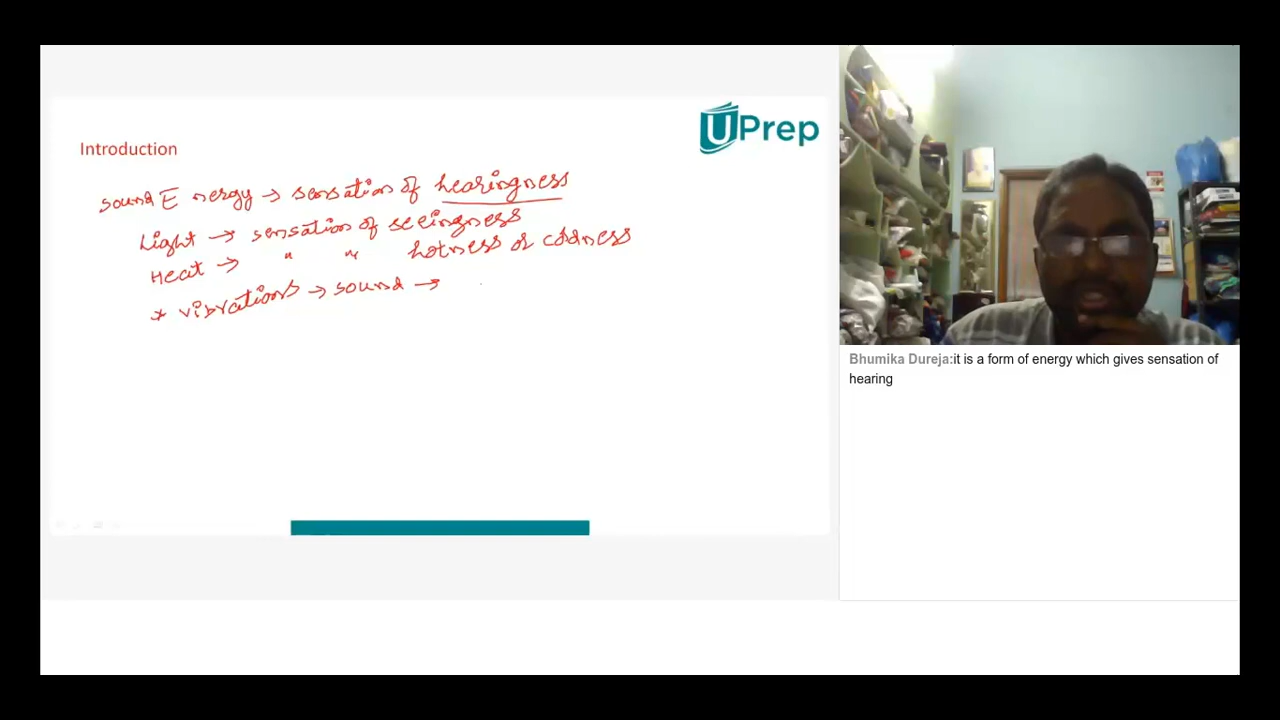 UPrep
Introduction
sound Energy → sensation of hearingness
Light → sensation of seeingness
Heat → " " hotness or coldness
* vibrations → sound →
Bhumika Dureja:it is a form of energy which gives sensation of
hearing